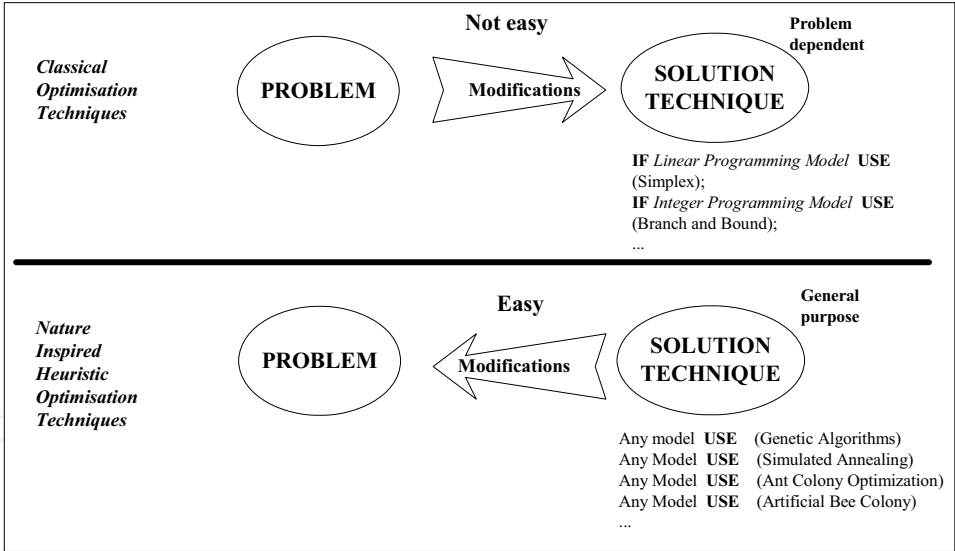 Not easy
Problem
dependent
Classical
Optimisation
Techniques
PROBLEM
Modifications
SOLUTION
TECHNIQUE
IF Linear Programming Model USE
(Simplex);
IF Integer Programming Model USE
(Branch and Bound);
...
Easy
General
purpose
Nature
Inspired
Heuristic
Optimisation
Techniques
PROBLEM
Modifications
SOLUTION
TECHNIQUE
Any model USE (Genetic Algorithms)
Any Model USE (Simulated Annealing)
Any Model USE (Ant Colony Optimization)
Any Model USE (Artificial Bee Colony)
...